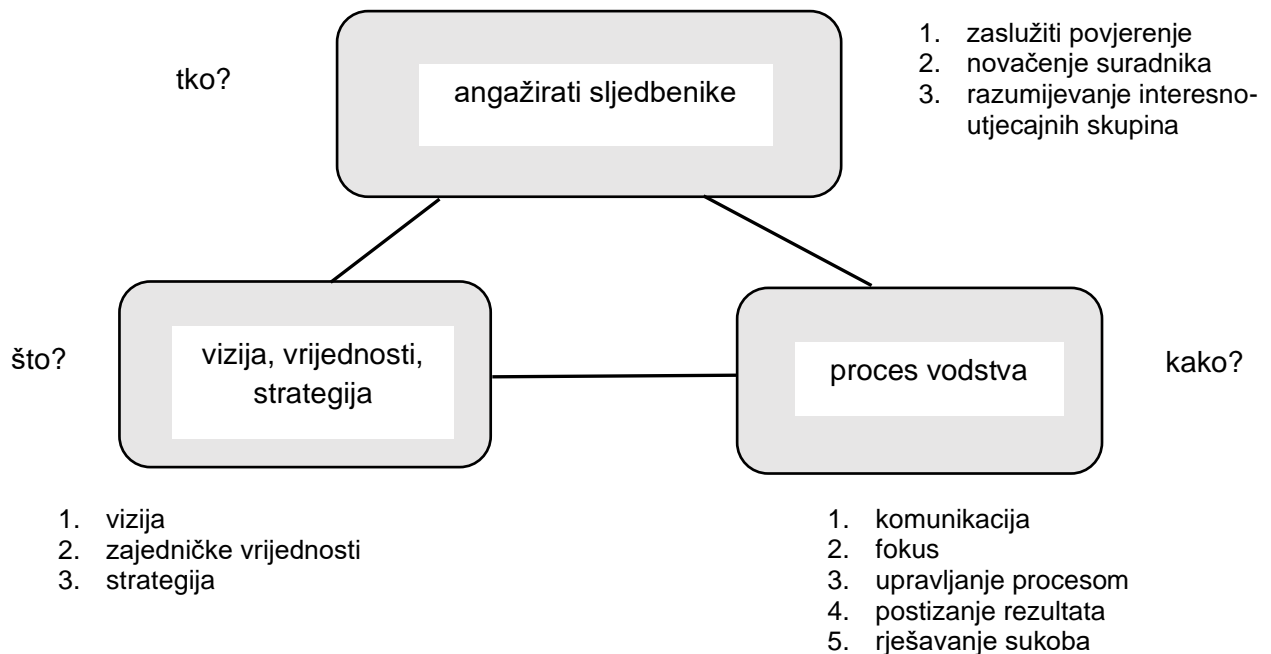 tko?
angažirati sljedbenike
1. zaslužiti povjerenje
2. novačenje suradnika
3. razumijevanje interesno-
utjecajnih skupina
što?
vizija, vrijednosti,
strategija
proces vodstva
kako?
1. vizija
2. zajedničke vrijednosti
3. strategija
1. komunikacija
2. fokus
3. upravljanje procesom
4. postizanje rezultata
5. rješavanje sukoba